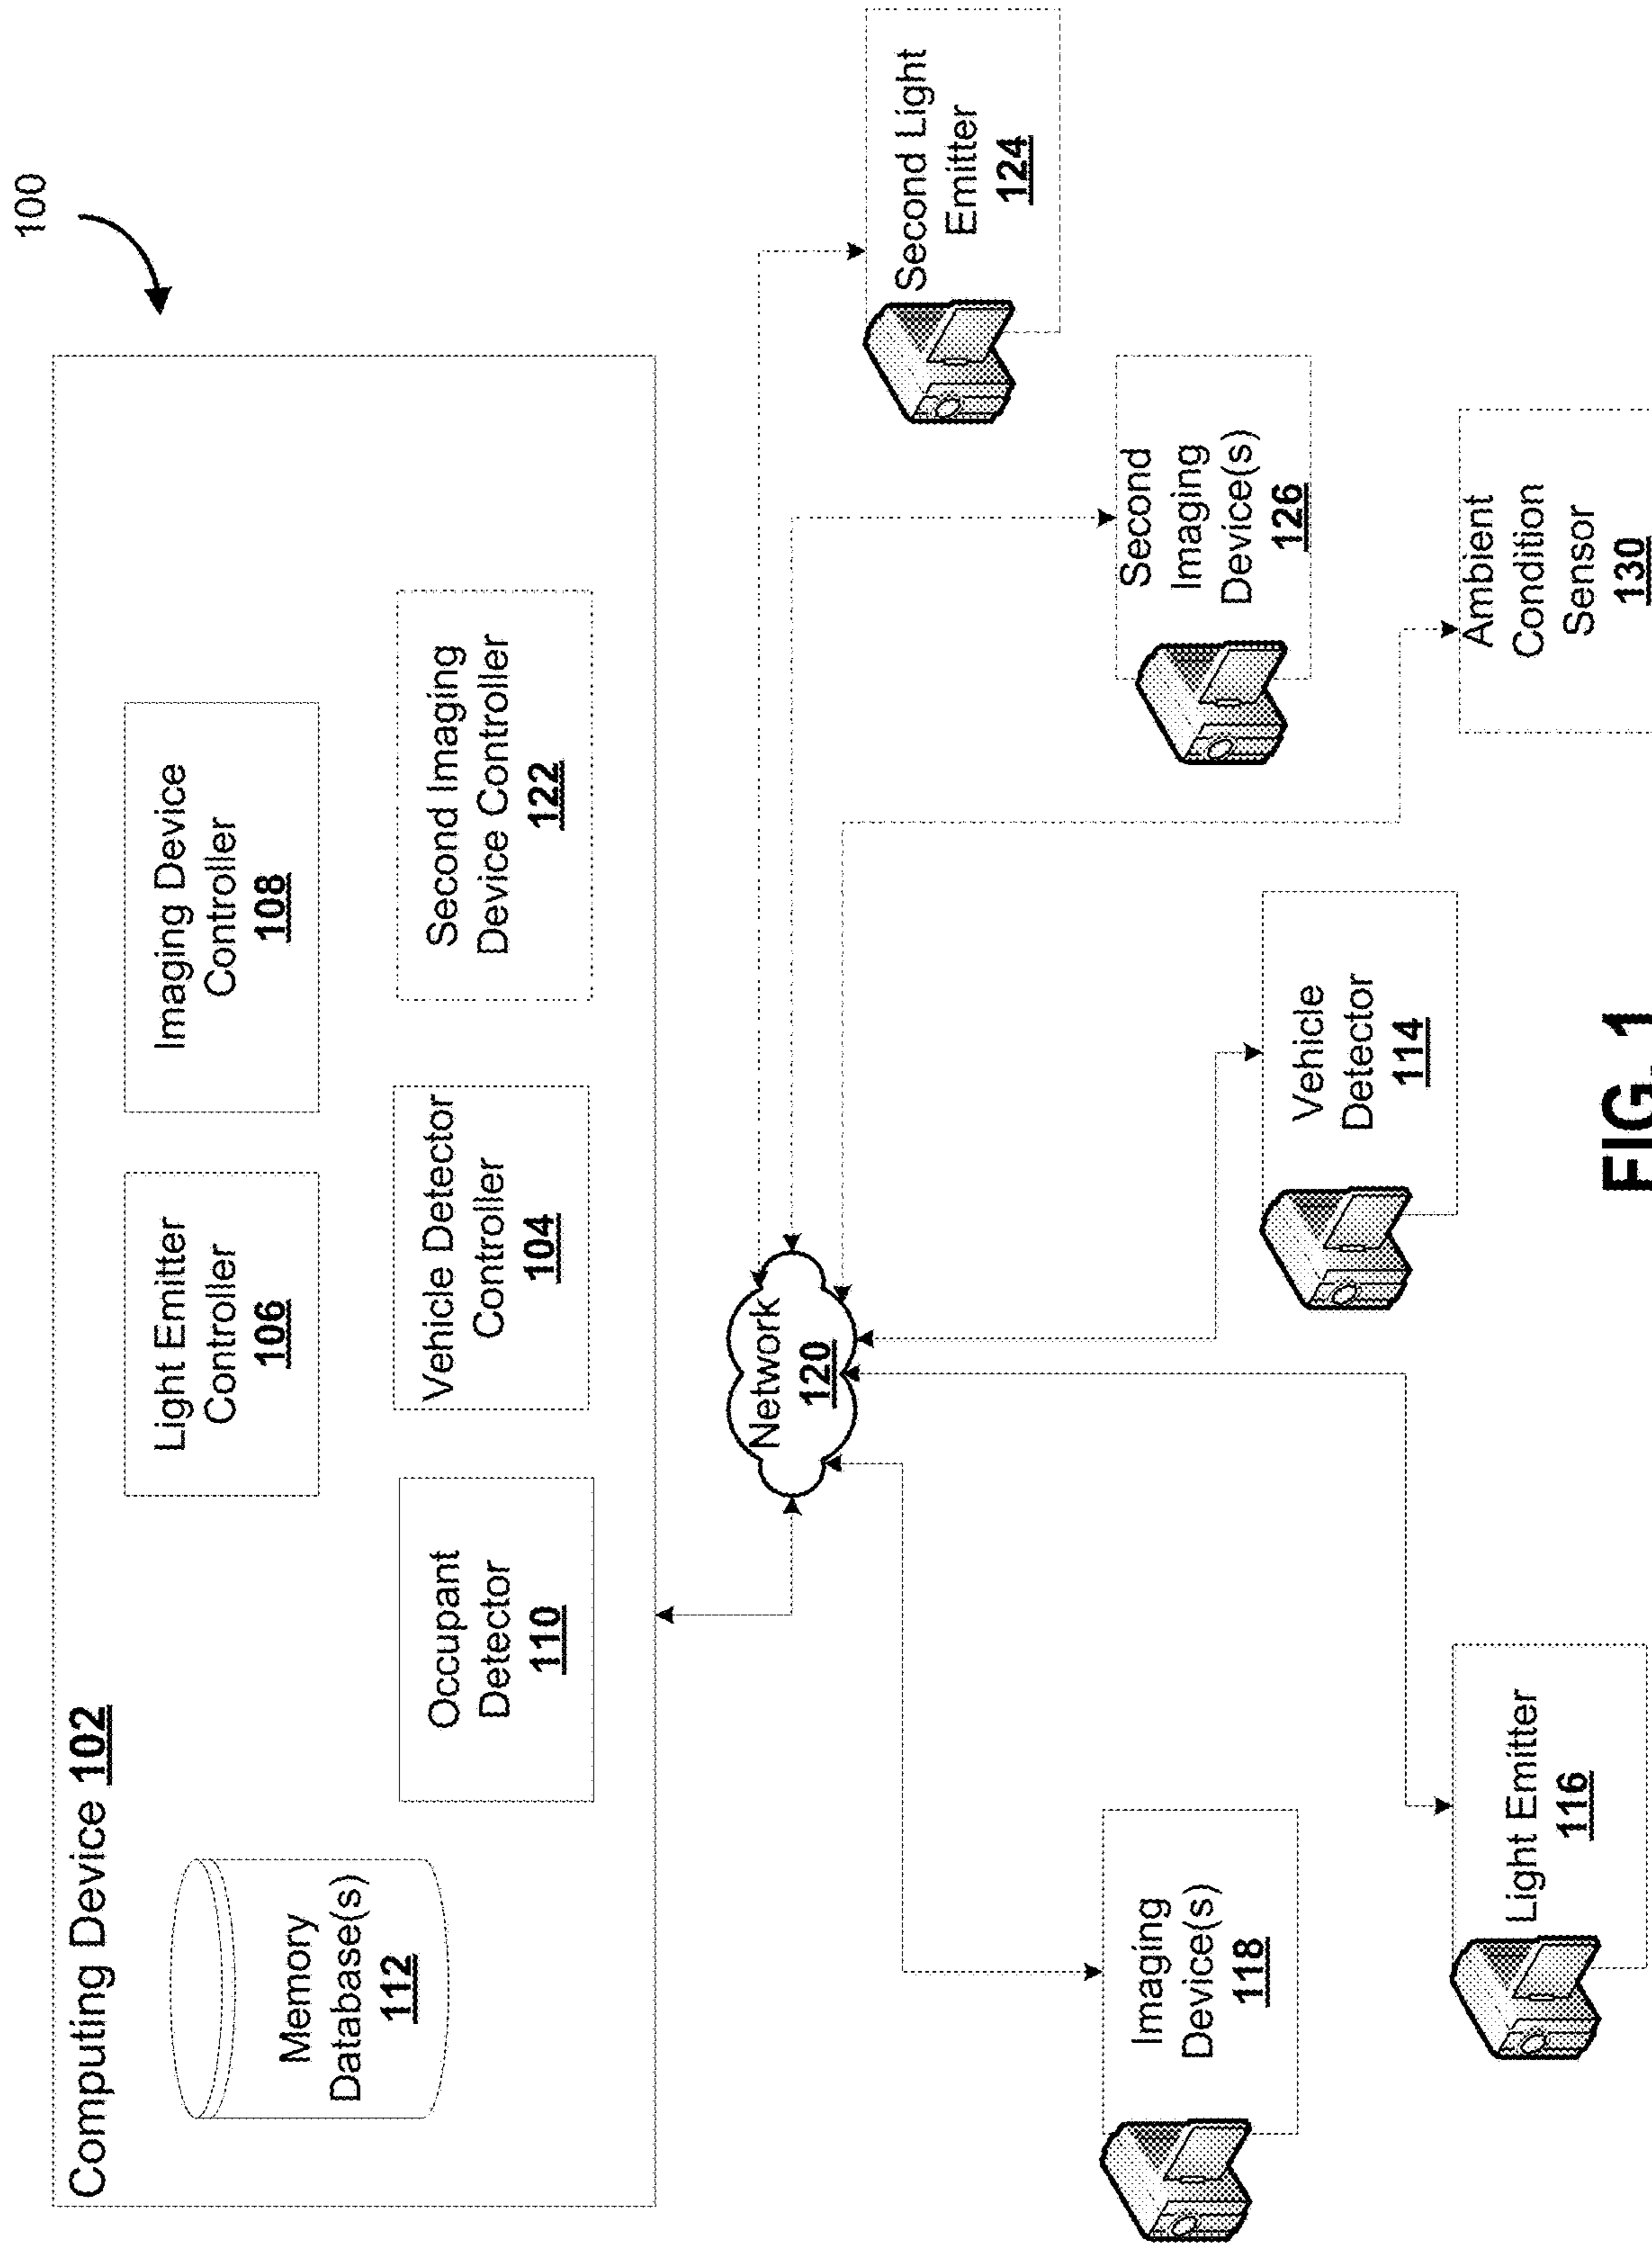 100
Computing Device 102
Memory
Database(s)
112
Light Emitter
Controller
106
Imaging Device
Controller
108
Occupant
Detector
110
Vehicle Detector
Controller
104
Second Imaging
Device Controller
122
Network
120
Second Light
Emitter
124
Imaging
Device(s)
118
Second
Imaging
Device(s)
126
Vehicle
Detector
114
Light Emitter
116
Ambient
Condition
Sensor
130
FIG. 1